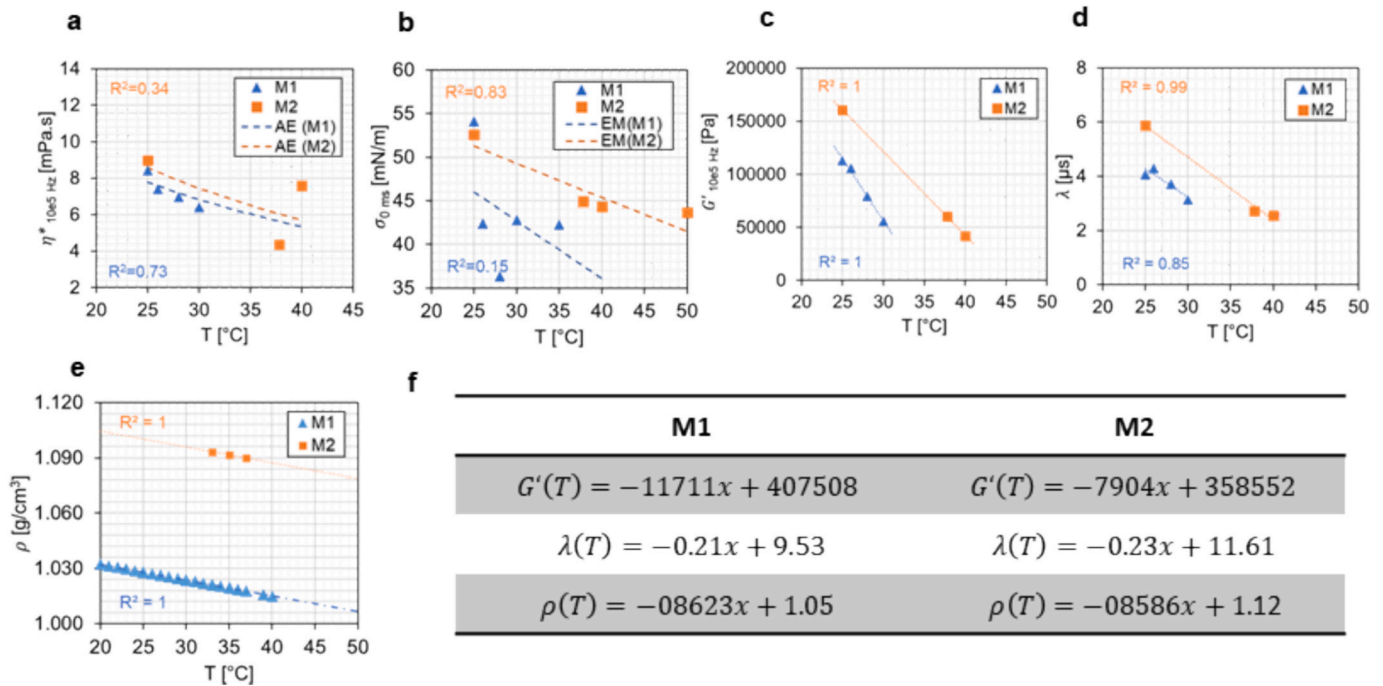 a
η* 10e5 Hz [mPa.s]
14
12
10
8
6
4
2
R²=0.34
R²=0.73
M1
M2
AE (M1)
AE (M2)
20 25 30 35 40 45
T [°C]
b
σ0 ms [mN/m]
60
55
50
45
40
35
R²=0.83
R²=0.15
M1
M2
EM(M1)
EM(M2)
20 25 30 35 40 45 50
T [°C]
c
G' 10e5 Hz [Pa]
200000
150000
100000
50000
0
R² = 1
R² = 1
M1
M2
20 25 30 35 40 45 50
T [°C]
d
λ [µs]
8
6
4
2
0
R² = 0.99
R² = 0.85
M1
M2
20 25 30 35 40 45 50
T [°C]
e
ρ [g/cm³]
1.120
1.090
1.060
1.030
1.000
R² = 1
R² = 1
M1
M2
20 25 30 35 40 45 50
T [°C]
f
M1 M2
G'(T) = −11711x + 407508 G'(T) = −7904x + 358552
λ(T) = −0.21x + 9.53 λ(T) = −0.23x + 11.61
ρ(T) = −08623x + 1.05 ρ(T) = −08586x + 1.12